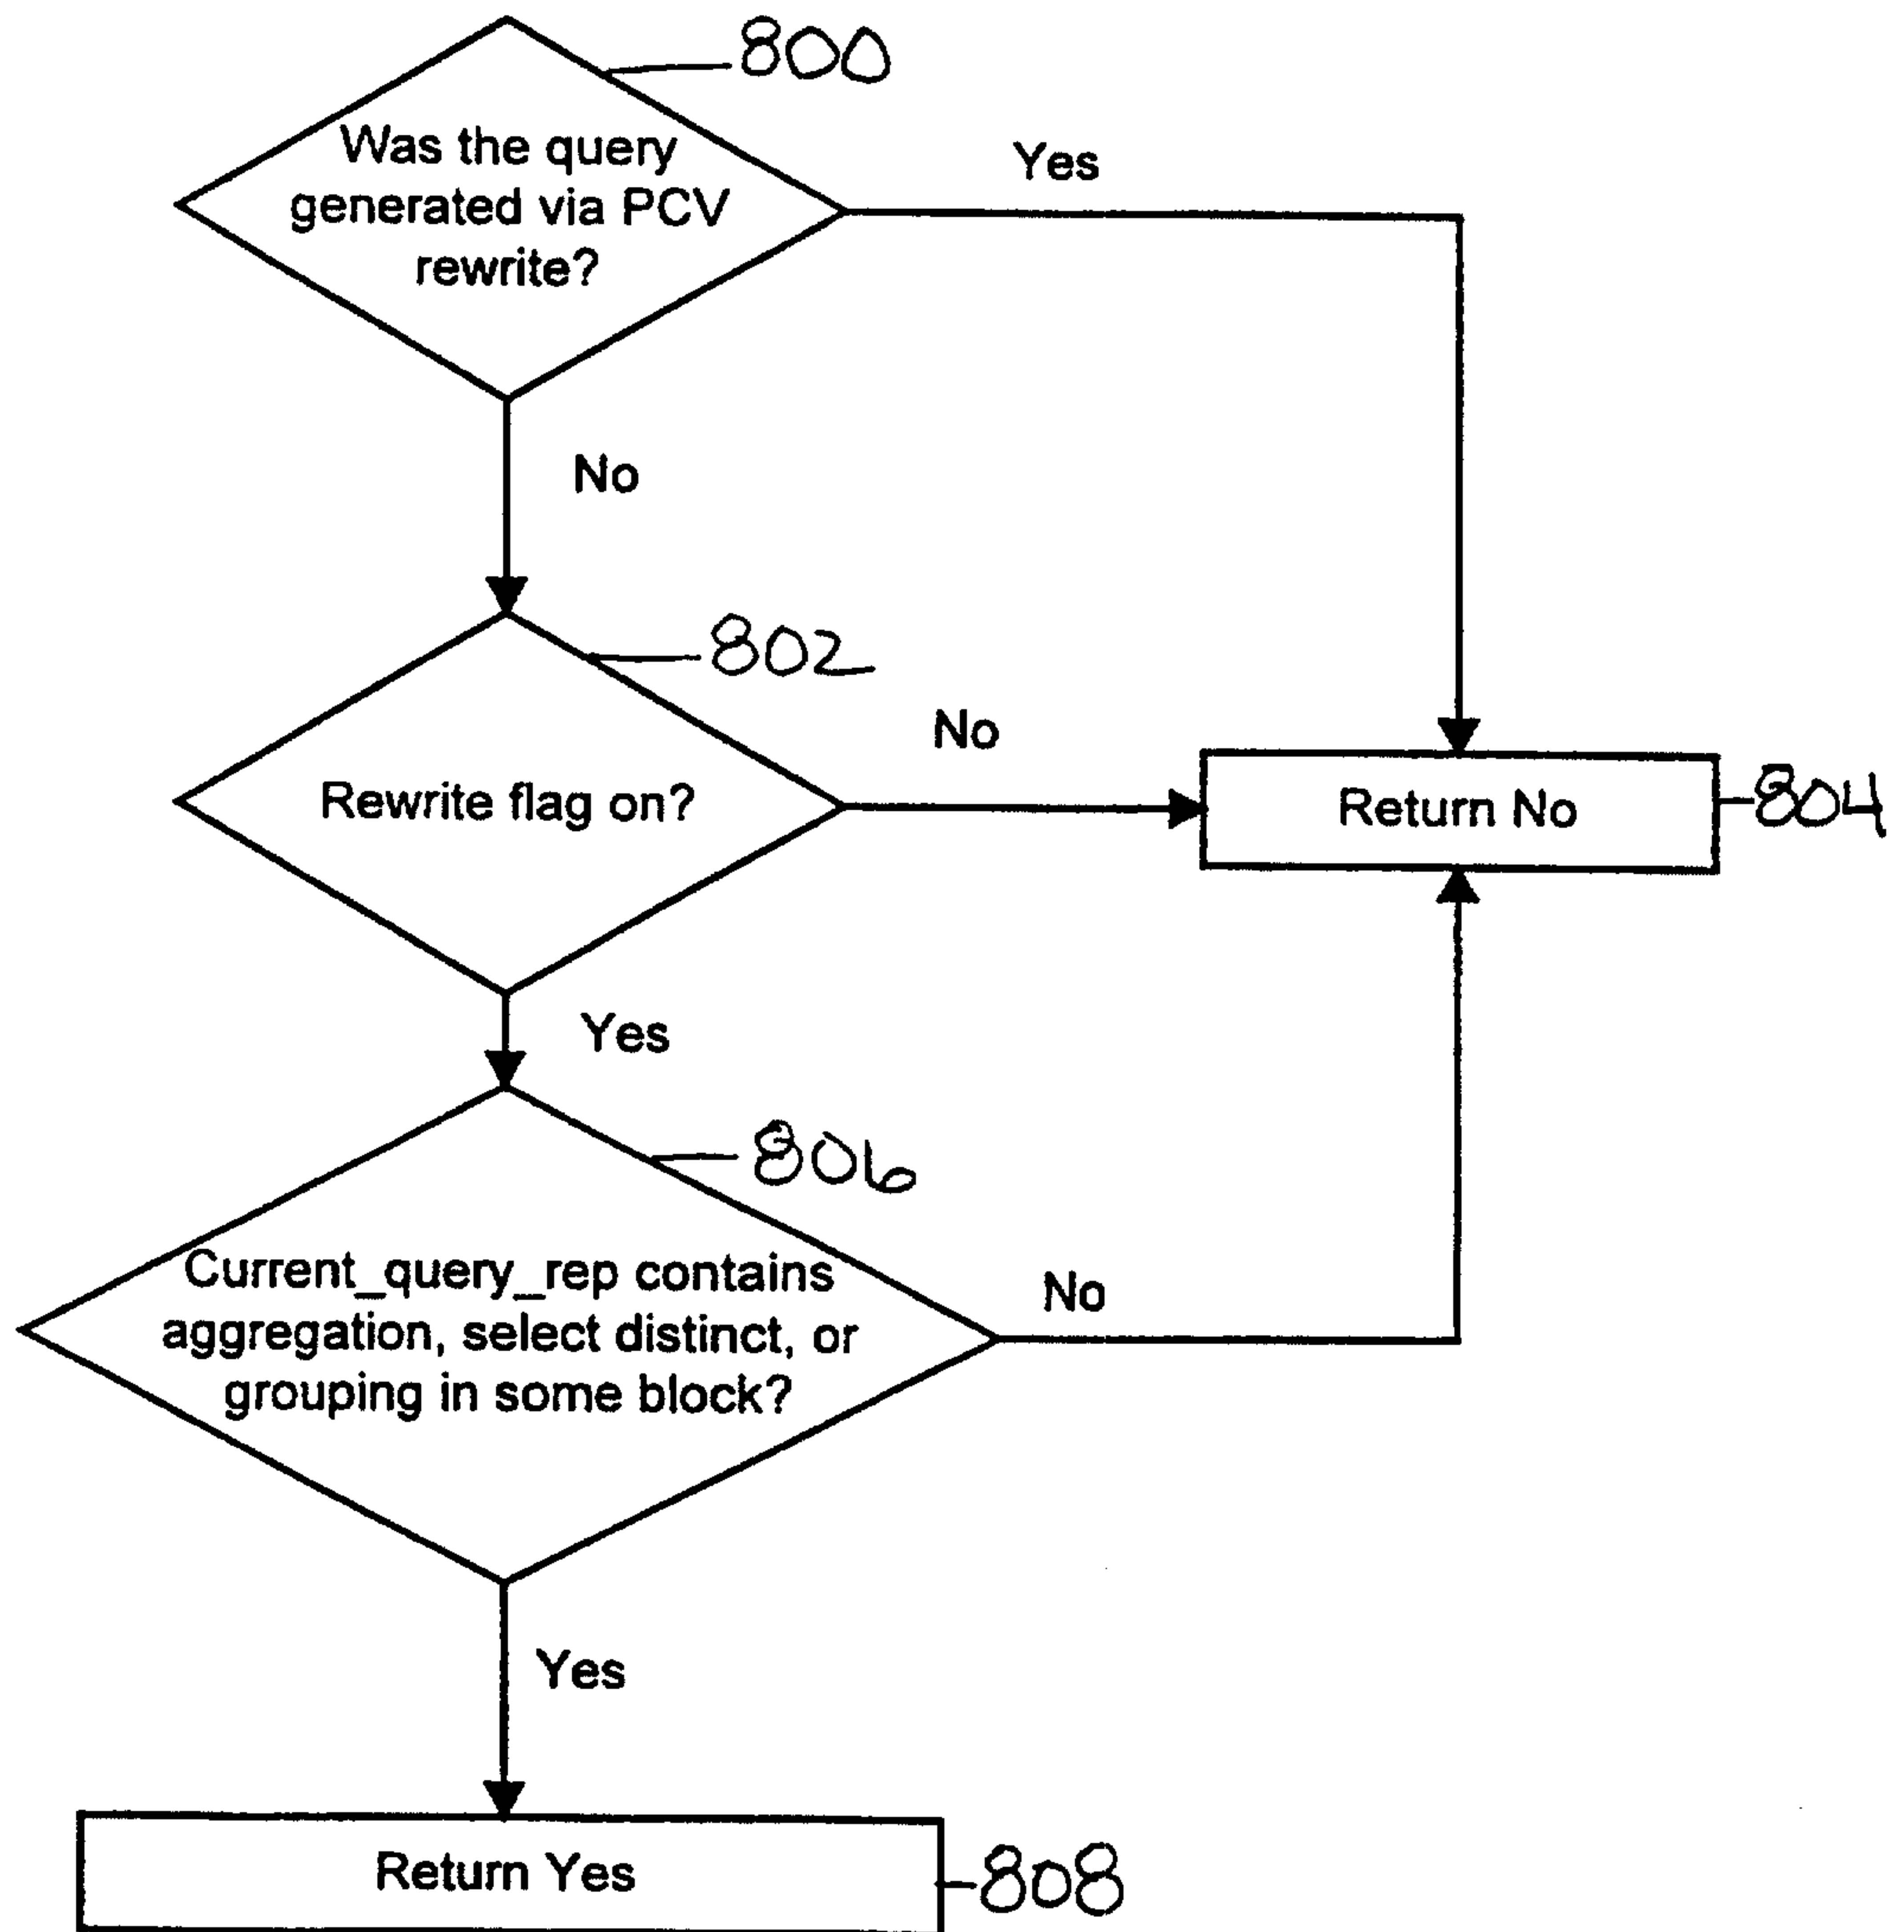 800
Was the query
generated via PCV
rewrite?
Yes
No
802
Rewrite flag on?
No
Return No
804
Yes
806
Current_query_rep contains
aggregation, select distinct, or
grouping in some block?
No
Yes
Return Yes
808